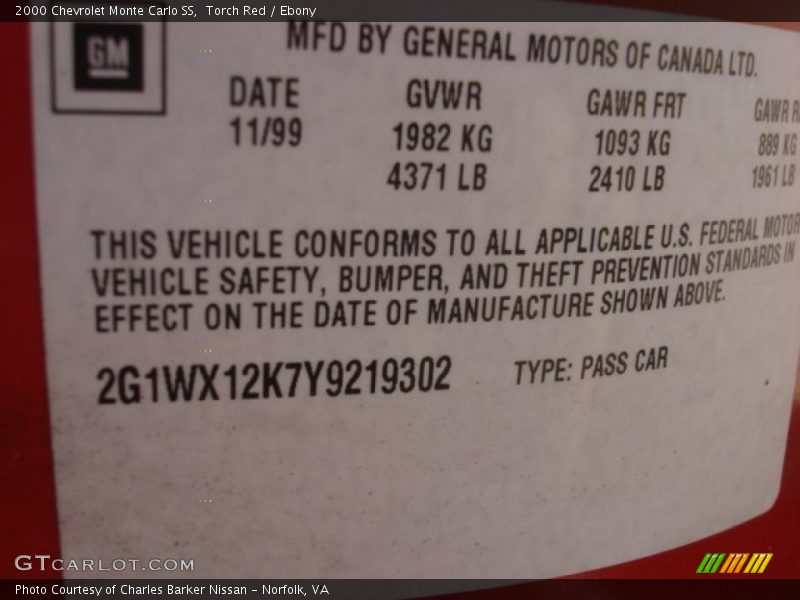 2000 Chevrolet Monte Carlo SS,  Torch Red / Ebony
GM
MFD BY GENERAL MOTORS OF CANADA LTD.
DATE GVWR GAWR FRT GAWR
11/99 1982 KG 1093 KG 889 KG
4371 LB 2410 LB 1961 LB
THIS VEHICLE CONFORMS TO ALL APPLICABLE U.S. FEDERAL MOTOR
VEHICLE SAFETY, BUMPER, AND THEFT PREVENTION STANDARDS IN
EFFECT ON THE DATE OF MANUFACTURE SHOWN ABOVE.
2G1WX12K7Y9219302 TYPE: PASS CAR
GTCARLOT.COM
Photo Courtesy of Charles Barker Nissan – Norfolk, VA